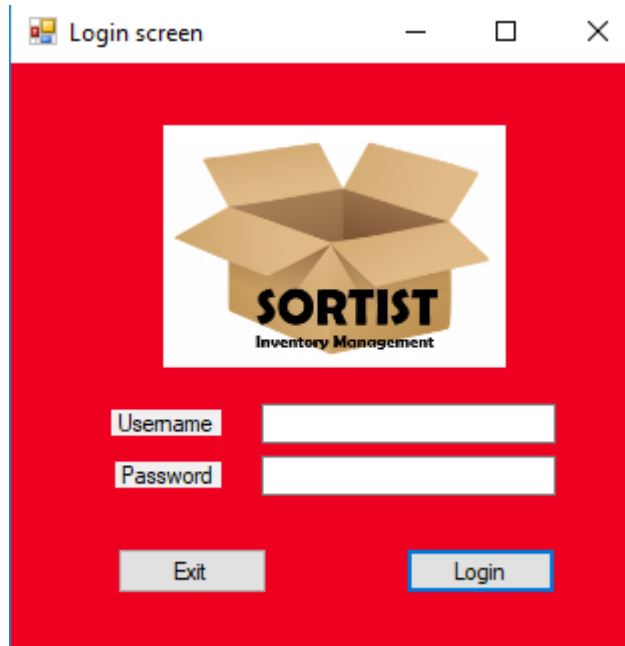 Login screen
SORTIST
Inventory Management
Username
Password
Exit
Login